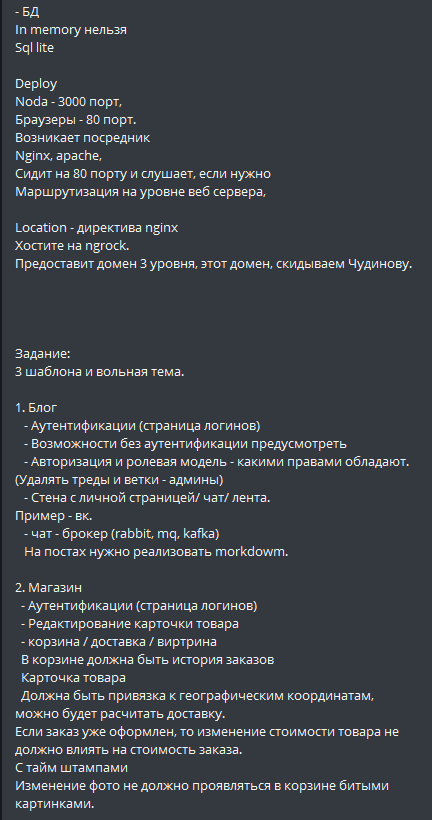 - БД
In memory нельзя
Sql lite
Deploy
Noda - 3000 порт,
Браузеры - 80 порт.
Возникает посредник
Nginx, apache,
Сидит на 80 порту и слушает, если нужно
Маршрутизация на уровне веб сервера,
Location - директива nginx
Хостите на ngrock.
Предоставит домен 3 уровня, этот домен, скидываем Чудинову.
Задание:
3 шаблона и вольная тема.
1. Блог
- Аутентификации (страница логинов)
- Возможности без аутентификации предусмотреть
- Авторизация и ролевая модель - какими правами обладают.
(Удалять треды и ветки - админы)
- Стена с личной страницей/ чат/ лента.
Пример - вк.
- чат - брокер (rabbit, mq, kafka)
На постах нужно реализовать morkdowm.
2. Магазин
- Аутентификации (страница логинов)
- Редактирование карточки товара
- корзина / доставка / виртрина
В корзине должна быть история заказов
Карточка товара
Должна быть привязка к географическим координатам,
можно будет расчитать доставку.
Если заказ уже оформлен, то изменение стоимости товара не
должно влиять на стоимость заказа.
С тайм штампами
Изменение фото не должно проявляться в корзине битыми
картинками.